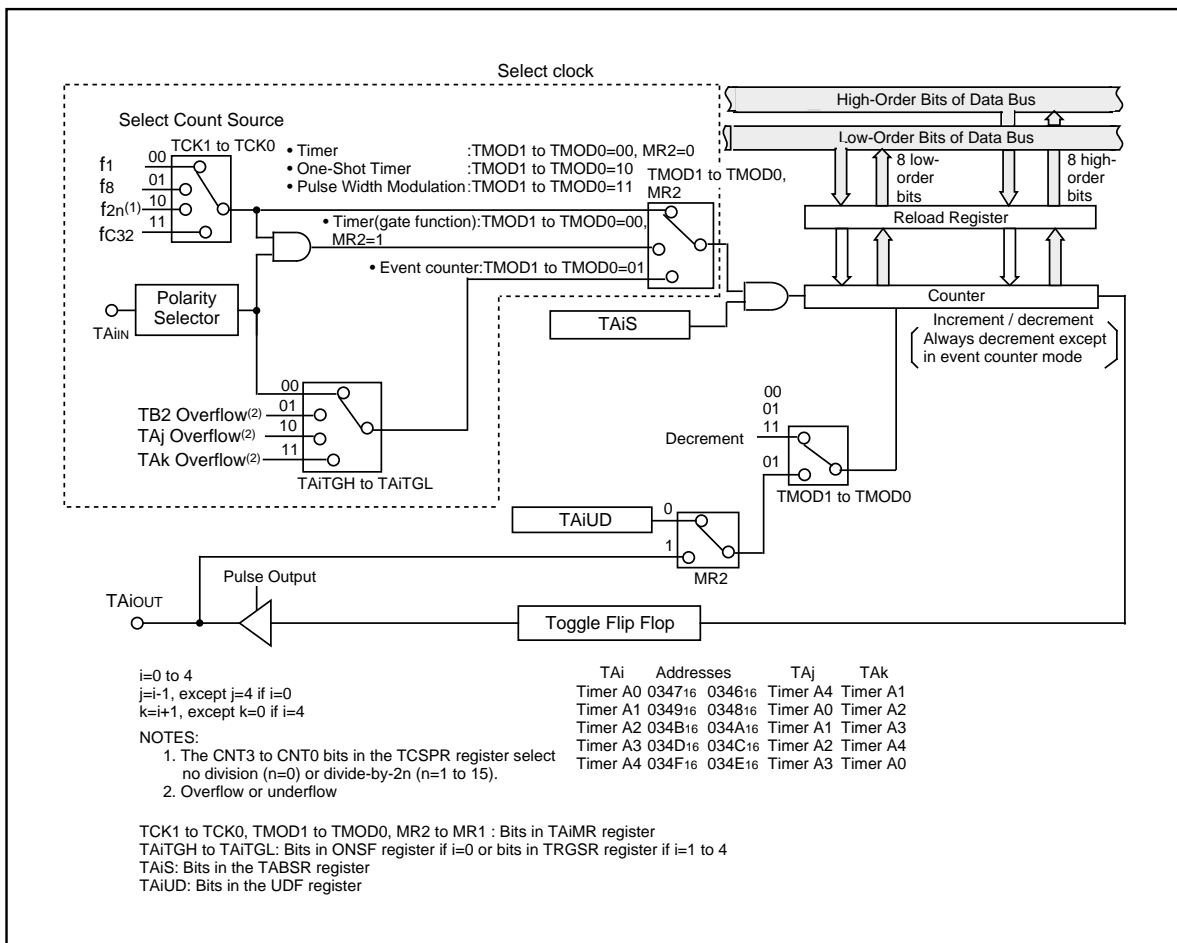 Select clock
High-Order Bits of Data Bus
Low-Order Bits of Data Bus
Select Count Source
TCK1 to TCK0
f1
00
f8
01
f2n(1)
10
fC32
11
• Timer :TMOD1 to TMOD0=00, MR2=0
• One-Shot Timer :TMOD1 to TMOD0=10
• Pulse Width Modulation:TMOD1 to TMOD0=11
TMOD1 to TMOD0,
MR2
• Timer(gate function):TMOD1 to TMOD0=00,
MR2=1
• Event counter:TMOD1 to TMOD0=01
8 low-
order
bits
8 high-
order
bits
Reload Register
Counter
Increment / decrement
Always decrement except
in event counter mode
Polarity
Selector
TAiIN
TAiS
00
TB2 Overflow(2)
01
TAj Overflow(2)
10
TAk Overflow(2)
11
TAiTGH to TAiTGL
00
01
11
Decrement
01
TMOD1 to TMOD0
TAiUD
0
1
MR2
Pulse Output
TAiOUT
Toggle Flip Flop
i=0 to 4
j=i-1, except j=4 if i=0
k=i+1, except k=0 if i=4
TAi Addresses TAj TAk
Timer A0 034716 034616 Timer A4 Timer A1
Timer A1 034916 034816 Timer A0 Timer A2
Timer A2 034B16 034A16 Timer A1 Timer A3
Timer A3 034D16 034C16 Timer A2 Timer A4
Timer A4 034F16 034E16 Timer A3 Timer A0
NOTES:
1. The CNT3 to CNT0 bits in the TCSPR register select
no division (n=0) or divide-by-2n (n=1 to 15).
2. Overflow or underflow
TCK1 to TCK0, TMOD1 to TMOD0, MR2 to MR1 : Bits in TAiMR register
TAiTGH to TAiTGL: Bits in ONSF register if i=0 or bits in TRGSR register if i=1 to 4
TAiS: Bits in the TABSR register
TAiUD: Bits in the UDF register